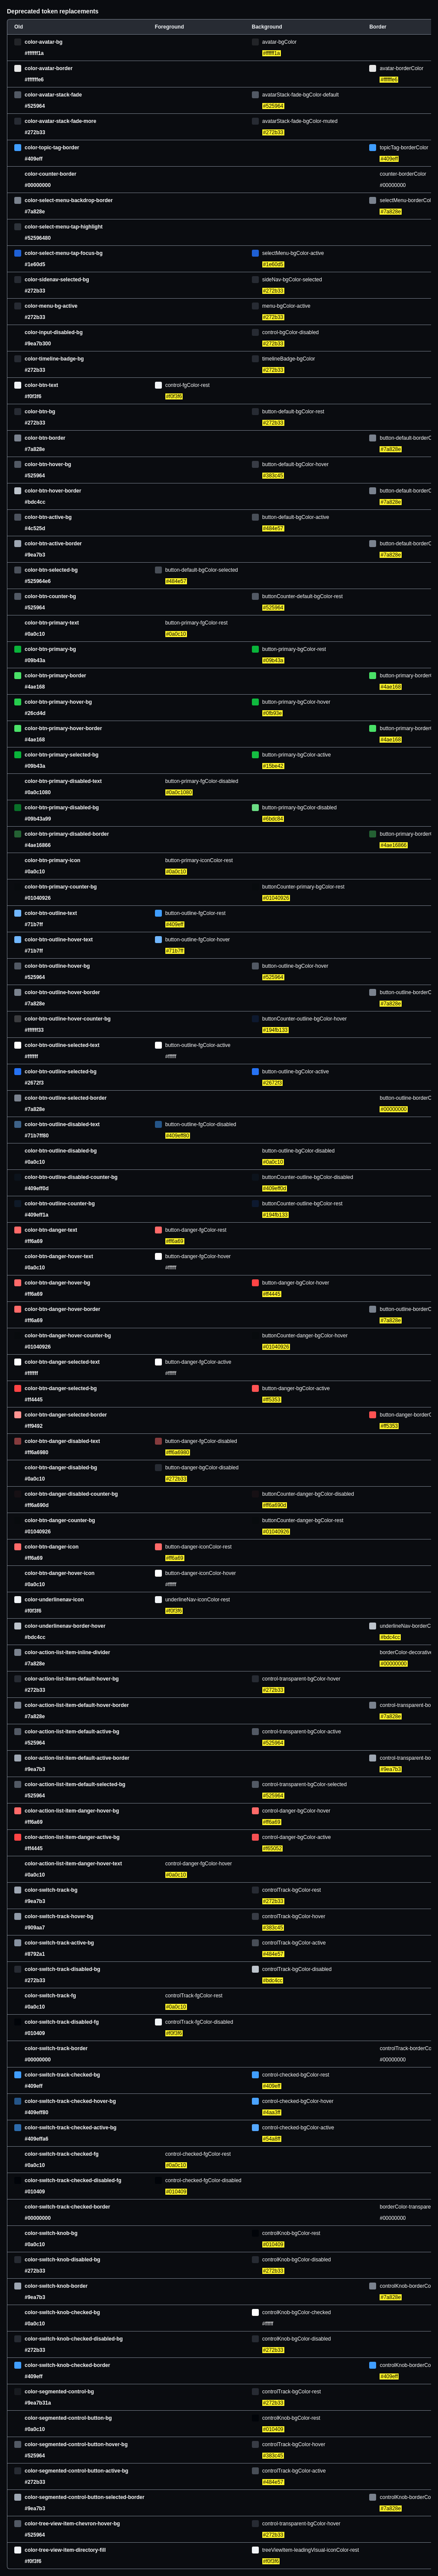 Deprecated token replacements
Old Foreground Background Border
color-avatar-bg avatar-bgColor
#ffffff1a #ffffff1a
color-avatar-border avatar-borderColor
#ffffffe6 #ffffffe6
color-avatar-stack-fade avatarStack-fade-bgColor-default
#525964 #525964
color-avatar-stack-fade-more avatarStack-fade-bgColor-muted
#272b33 #272b33
color-topic-tag-border topicTag-borderColor
#409eff #409eff
color-counter-border counter-borderColor
#00000000 #00000000
color-select-menu-backdrop-border selectMenu-borderCol
#7a828e #7a828e
color-select-menu-tap-highlight
#52596480
color-select-menu-tap-focus-bg selectMenu-bgColor-active
#1e60d5 #1e60d5
color-sidenav-selected-bg sideNav-bgColor-selected
#272b33 #272b33
color-menu-bg-active menu-bgColor-active
#272b33 #272b33
color-input-disabled-bg control-bgColor-disabled
#9ea7b300 #272b33
color-timeline-badge-bg timelineBadge-bgColor
#272b33 #272b33
color-btn-text control-fgColor-rest
#f0f3f6 #f0f3f6
color-btn-bg button-default-bgColor-rest
#272b33 #272b33
color-btn-border button-default-borderC
#7a828e #7a828e
color-btn-hover-bg button-default-bgColor-hover
#525964 #383c45
color-btn-hover-border button-default-borderC
#bdc4cc #7a828e
color-btn-active-bg button-default-bgColor-active
#4c525d #484e57
color-btn-active-border button-default-borderC
#9ea7b3 #7a828e
color-btn-selected-bg button-default-bgColor-selected
#525964e6 #484e57
color-btn-counter-bg buttonCounter-default-bgColor-rest
#525964 #525964
color-btn-primary-text button-primary-fgColor-rest
#0a0c10 #0a0c10
color-btn-primary-bg button-primary-bgColor-rest
#09b43a #09b43a
color-btn-primary-border button-primary-border
#4ae168 #4ae168
color-btn-primary-hover-bg button-primary-bgColor-hover
#26cd4d #0fb93e
color-btn-primary-hover-border button-primary-border
#4ae168 #4ae168
color-btn-primary-selected-bg button-primary-bgColor-active
#09b43a #15be42
color-btn-primary-disabled-text button-primary-fgColor-disabled
#0a0c1080 #0a0c1080
color-btn-primary-disabled-bg button-primary-bgColor-disabled
#09b43a99 #6bdc84
color-btn-primary-disabled-border button-primary-border
#4ae16866 #4ae16866
color-btn-primary-icon button-primary-iconColor-rest
#0a0c10 #0a0c10
color-btn-primary-counter-bg buttonCounter-primary-bgColor-rest
#01040926 #01040926
color-btn-outline-text button-outline-fgColor-rest
#71b7ff #409eff
color-btn-outline-hover-text button-outline-fgColor-hover
#71b7ff #71b7ff
color-btn-outline-hover-bg button-outline-bgColor-hover
#525964 #525964
color-btn-outline-hover-border button-outline-borderC
#7a828e #7a828e
color-btn-outline-hover-counter-bg buttonCounter-outline-bgColor-hover
#ffffff33 #194fb133
color-btn-outline-selected-text button-outline-fgColor-active
#ffffff #ffffff
color-btn-outline-selected-bg button-outline-bgColor-active
#2672f3 #2672f3
color-btn-outline-selected-border button-outline-borderC
#7a828e #00000000
color-btn-outline-disabled-text button-outline-fgColor-disabled
#71b7ff80 #409eff80
color-btn-outline-disabled-bg button-outline-bgColor-disabled
#0a0c10 #0a0c10
color-btn-outline-disabled-counter-bg buttonCounter-outline-bgColor-disabled
#409eff0d #409eff0d
color-btn-outline-counter-bg buttonCounter-outline-bgColor-rest
#409eff1a #194fb133
color-btn-danger-text button-danger-fgColor-rest
#ff6a69 #ff6a69
color-btn-danger-hover-text button-danger-fgColor-hover
#0a0c10 #ffffff
color-btn-danger-hover-bg button-danger-bgColor-hover
#ff6a69 #ff4445
color-btn-danger-hover-border button-outline-borderC
#ff6a69 #7a828e
color-btn-danger-hover-counter-bg buttonCounter-danger-bgColor-hover
#01040926 #01040926
color-btn-danger-selected-text button-danger-fgColor-active
#ffffff #ffffff
color-btn-danger-selected-bg button-danger-bgColor-active
#ff4445 #ff5353
color-btn-danger-selected-border button-danger-borderC
#ff9492 #ff5353
color-btn-danger-disabled-text button-danger-fgColor-disabled
#ff6a6980 #ff6a6980
color-btn-danger-disabled-bg button-danger-bgColor-disabled
#0a0c10 #272b33
color-btn-danger-disabled-counter-bg buttonCounter-danger-bgColor-disabled
#ff6a690d #ff6a690d
color-btn-danger-counter-bg buttonCounter-danger-bgColor-rest
#01040926 #01040926
color-btn-danger-icon button-danger-iconColor-rest
#ff6a69 #ff6a69
color-btn-danger-hover-icon button-danger-iconColor-hover
#0a0c10 #ffffff
color-underlinenav-icon underlineNav-iconColor-rest
#f0f3f6 #f0f3f6
color-underlinenav-border-hover underlineNav-borderC
#bdc4cc #bdc4cc
color-action-list-item-inline-divider borderColor-decorative
#7a828e #00000000
color-action-list-item-default-hover-bg control-transparent-bgColor-hover
#272b33 #272b33
color-action-list-item-default-hover-border control-transparent-bo
#7a828e #7a828e
color-action-list-item-default-active-bg control-transparent-bgColor-active
#525964 #525964
color-action-list-item-default-active-border control-transparent-bo
#9ea7b3 #9ea7b3
color-action-list-item-default-selected-bg control-transparent-bgColor-selected
#525964 #525964
color-action-list-item-danger-hover-bg control-danger-bgColor-hover
#ff6a69 #ff6a69
color-action-list-item-danger-active-bg control-danger-bgColor-active
#ff4445 #ff5052
color-action-list-item-danger-hover-text control-danger-fgColor-hover
#0a0c10 #0a0c10
color-switch-track-bg controlTrack-bgColor-rest
#9ea7b3 #272b33
color-switch-track-hover-bg controlTrack-bgColor-hover
#909aa7 #383c45
color-switch-track-active-bg controlTrack-bgColor-active
#8792a1 #484e57
color-switch-track-disabled-bg controlTrack-bgColor-disabled
#272b33 #bdc4cc
color-switch-track-fg controlTrack-fgColor-rest
#0a0c10 #0a0c10
color-switch-track-disabled-fg controlTrack-fgColor-disabled
#010409 #f0f3f6
color-switch-track-border controlTrack-borderCo
#00000000 #00000000
color-switch-track-checked-bg control-checked-bgColor-rest
#409eff #409eff
color-switch-track-checked-hover-bg control-checked-bgColor-hover
#409eff80 #4aa3ff
color-switch-track-checked-active-bg control-checked-bgColor-active
#409effa6 #54a8ff
color-switch-track-checked-fg control-checked-fgColor-rest
#0a0c10 #0a0c10
color-switch-track-checked-disabled-fg control-checked-fgColor-disabled
#010409 #010409
color-switch-track-checked-border borderColor-transpare
#00000000 #00000000
color-switch-knob-bg controlKnob-bgColor-rest
#0a0c10 #010409
color-switch-knob-disabled-bg controlKnob-bgColor-disabled
#272b33 #272b33
color-switch-knob-border controlKnob-borderCo
#9ea7b3 #7a828e
color-switch-knob-checked-bg controlKnob-bgColor-checked
#0a0c10 #ffffff
color-switch-knob-checked-disabled-bg controlKnob-bgColor-disabled
#272b33 #272b33
color-switch-knob-checked-border controlKnob-borderCo
#409eff #409eff
color-segmented-control-bg controlTrack-bgColor-rest
#9ea7b31a #272b33
color-segmented-control-button-bg controlKnob-bgColor-rest
#0a0c10 #010409
color-segmented-control-button-hover-bg controlTrack-bgColor-hover
#525964 #383c45
color-segmented-control-button-active-bg controlTrack-bgColor-active
#272b33 #484e57
color-segmented-control-button-selected-border controlKnob-borderCo
#9ea7b3 #7a828e
color-tree-view-item-chevron-hover-bg control-transparent-bgColor-hover
#525964 #272b33
color-tree-view-item-directory-fill treeViewItem-leadingVisual-iconColor-rest
#f0f3f6 #f0f3f6